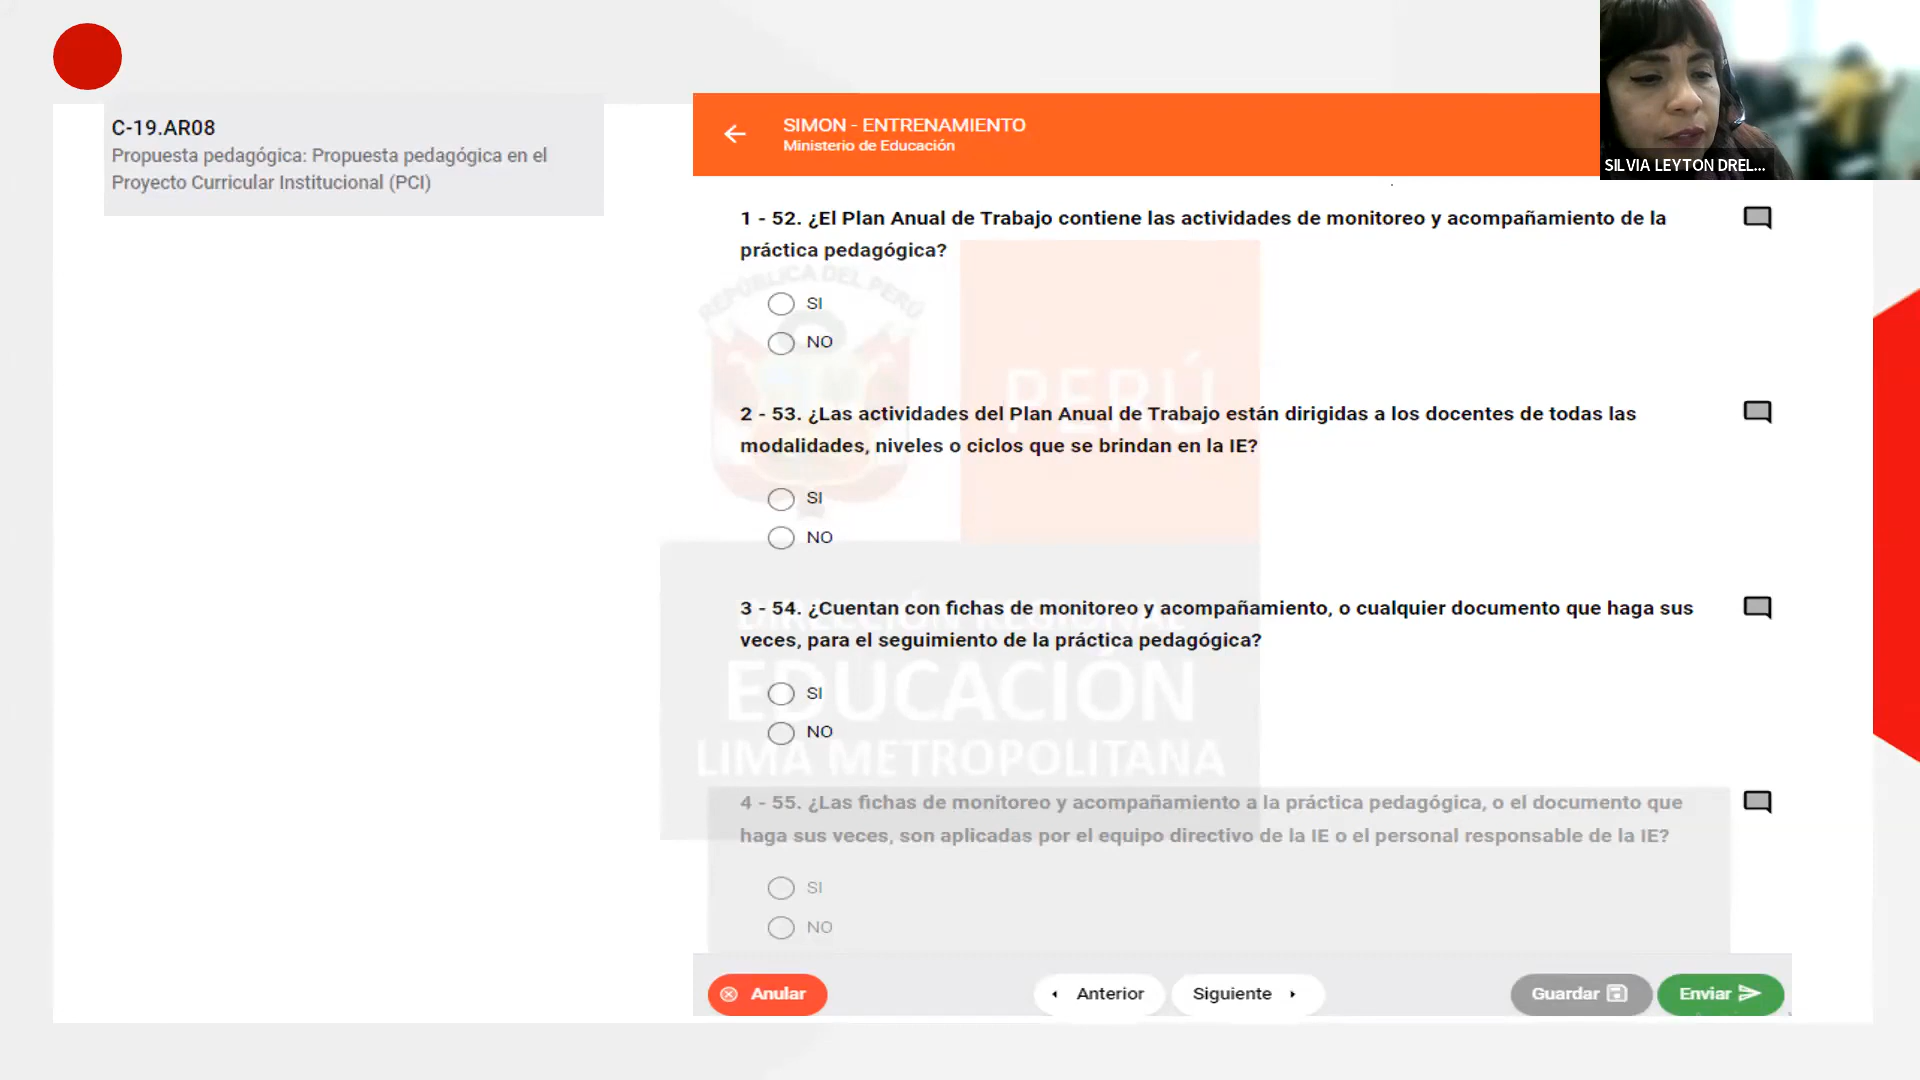 C-19.AR08
Propuesta pedagógica: Propuesta pedagógica en el
Proyecto Curricular Institucional (PCI)
SIMON - ENTRENAMIENTO
Ministerio de Educación
SILVIA LEYTON DREL...
1 - 52. ¿El Plan Anual de Trabajo contiene las actividades de monitoreo y acompañamiento de la
práctica pedagógica?
SI
NO
2 - 53. ¿Las actividades del Plan Anual de Trabajo están dirigidas a los docentes de todas las
modalidades, niveles o ciclos que se brindan en la IE?
SI
NO
3 - 54. ¿Cuentan con fichas de monitoreo y acompañamiento, o cualquier documento que haga sus
veces, para el seguimiento de la práctica pedagógica?
SI
NO
4 - 55. ¿Las fichas de monitoreo y acompañamiento a la práctica pedagógica, o el documento que
haga sus veces, son aplicadas por el equipo directivo de la IE o el personal responsable de la IE?
SI
NO
REPÚBLICA DEL PERÚ
PERÚ
DIRECCIÓN REGIONAL
EDUCACIÓN
LIMA METROPOLITANA
Anular
Anterior
Siguiente
Guardar
Enviar